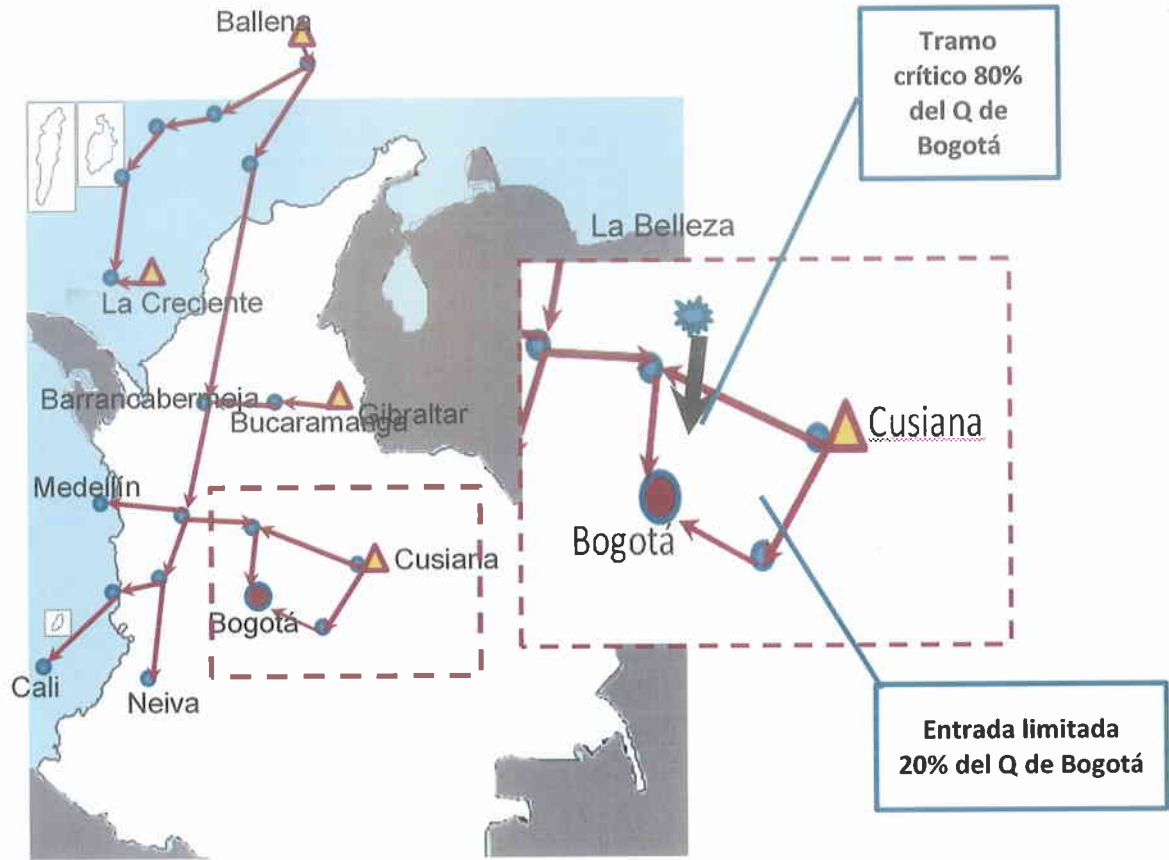 Ballena
Tramo
crítico 80%
del Q de
Bogotá
La Belleza
La Creciente
Barrancabermeja
Bucaramanga
Gibraltar
Cusiana
Medellín
Bogotá
Cusiana
Bogotá
Cali
Neiva
Entrada limitada
20% del Q de Bogotá